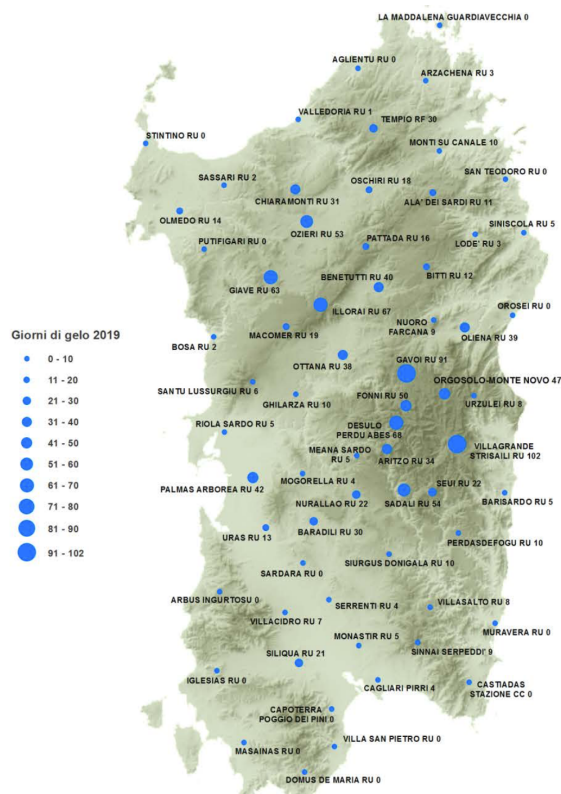 LA MADDALENA GUARDIAVECCHIA 0
AGLIENTU RU 0
ARZACHENA RU 3
VALLEDORIA RU 1
TEMPIO RF 30
STINTINO RU 0
MONTI SU CANALE 10
SAN TEODORO RU 0
SASSARI RU 2
OSCHIRI RU 18
CHIARAMONTI RU 31
ALA' DEI SARDI RU 11
OLMEDO RU 14
OZIERI RU 53
SINISCOLA RU 5
PUTIFIGARI RU 0
PATTADA RU 16
LODE' RU 3
BENETUTTI RU 40
BITTI RU 12
GIAVE RU 63
ILLORAI RU 67
OROSEI RU 0
NUORO
FARCANA 9
Giorni di gelo 2019
MACOMER RU 19
OLIENA RU 39
BOSA RU 2
OTTANA RU 38
GAVOI RU 91
0 - 10
11 - 20
21 - 30
31 - 40
41 - 50
51 - 60
61 - 70
71 - 80
81 - 90
91 - 102
ORGOSOLO-MONTE NOVO 47
SANTU LUSSURGIU RU 6
GHILARZA RU 10
FONNI RU 50
URZULEI RU 8
RIOLA SARDO RU 5
DESULO
PERDU ABES 68
MEANA SARDO
RU 5
ARITZO RU 34
VILLAGRANDE
STRISAILI RU 102
MOGORELLA RU 4
PALMAS ARBOREA RU 42
NURALLAO RU 22
SEUI RU 22
SADALI RU 54
BARISARDO RU 5
URAS RU 13
BARADILI RU 30
PERDASDEFOGU RU 10
SIURGUS DONIGALA RU 10
SARDARA RU 0
ARBUS INGURTOSU 0
SERRENTI RU 4
VILLASALTO RU 8
VILLACIDRO RU 7
MURAVERA RU 0
MONASTIR RU 5
SINNAI SERPEDDI' 9
SILIQUA RU 21
IGLESIAS RU 0
CAGLIARI PIRRI 4
CASTIADAS
STAZIONE CC 0
CAPOTERRA
POGGIO DEI PINI 0
MASAINAS RU 0
VILLA SAN PIETRO RU 0
DOMUS DE MARIA RU 0